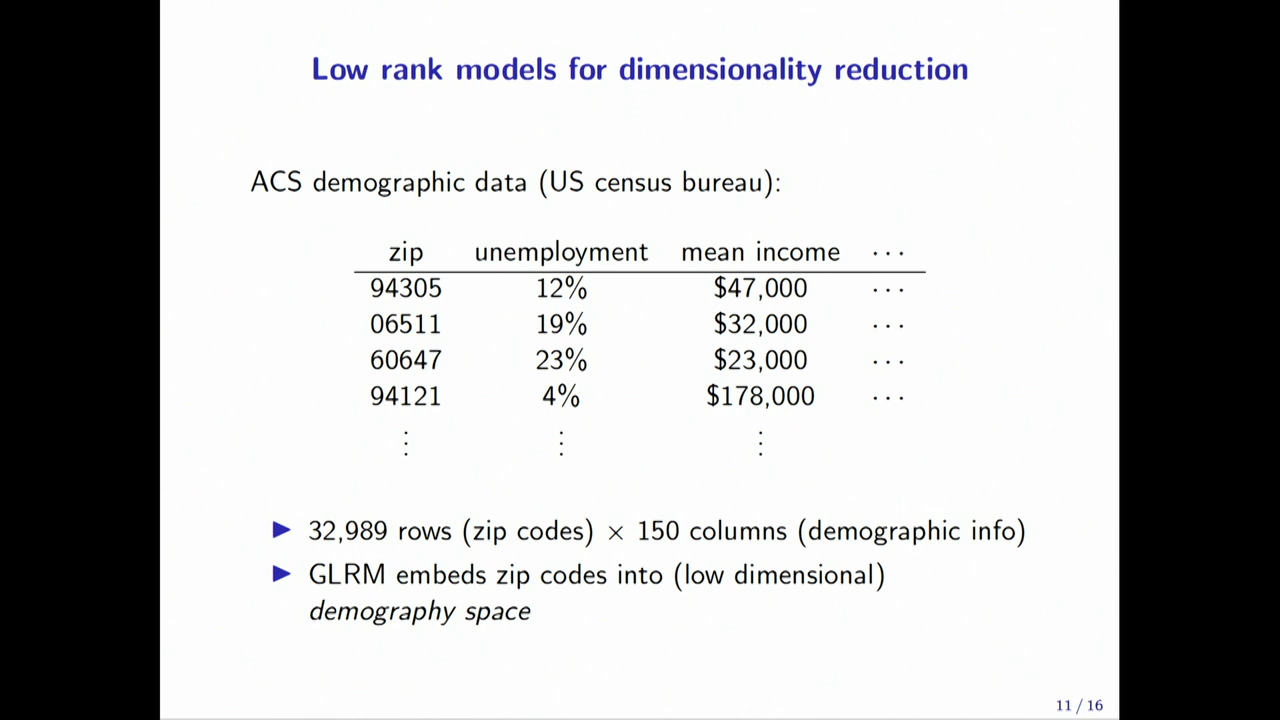 Low rank models for dimensionality reduction
ACS demographic data (US census bureau):
zip unemployment mean income ···
94305 12% $47,000 ···
06511 19% $32,000 ···
60647 23% $23,000 ···
94121 4% $178,000 ···
⋮ ⋮ ⋮
▶ 32,989 rows (zip codes) × 150 columns (demographic info)
▶ GLRM embeds zip codes into (low dimensional)
demography space
11 / 16